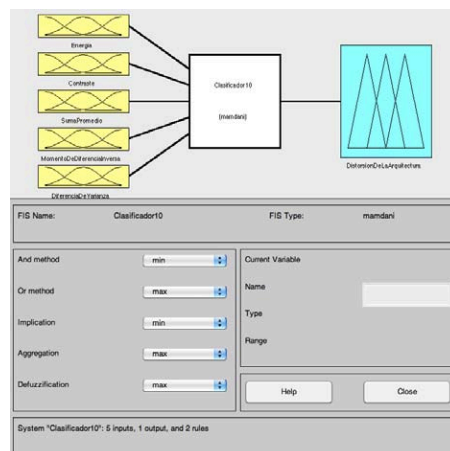 Energia
Contraste
SumaPromedio
MomentoDeDiferenciaInversa
DiferenciaDeVarianza
Clasificador10
(mamdani)
DistorsionDeLaArquitectura
FIS Name: Clasificador10 FIS Type: mamdani
And method min
Or method max
Implication min
Aggregation max
Defuzzification max
Current Variable
Name
Type
Range
Help Close
System "Clasificador10": 5 inputs, 1 output, and 2 rules